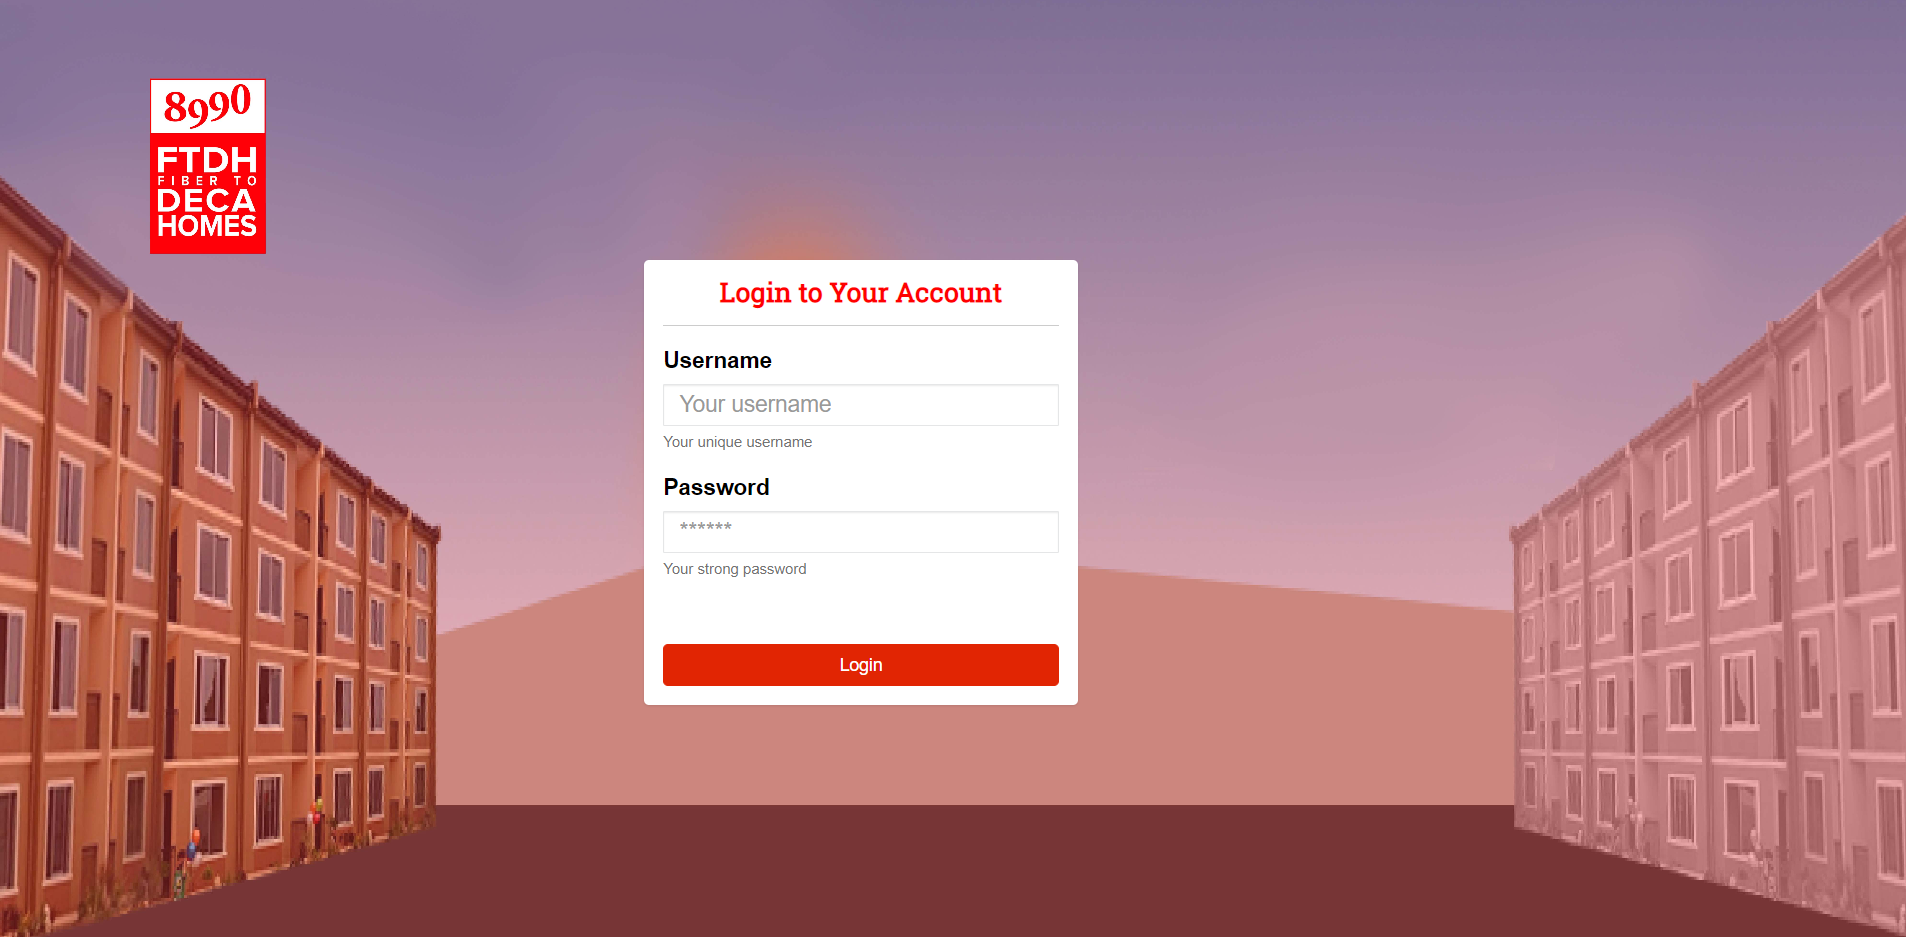 8990
FTDH
FIBER TO
DECA
HOMES
Login to Your Account
Username
Your username
Your unique username
Password
******
Your strong password
Login